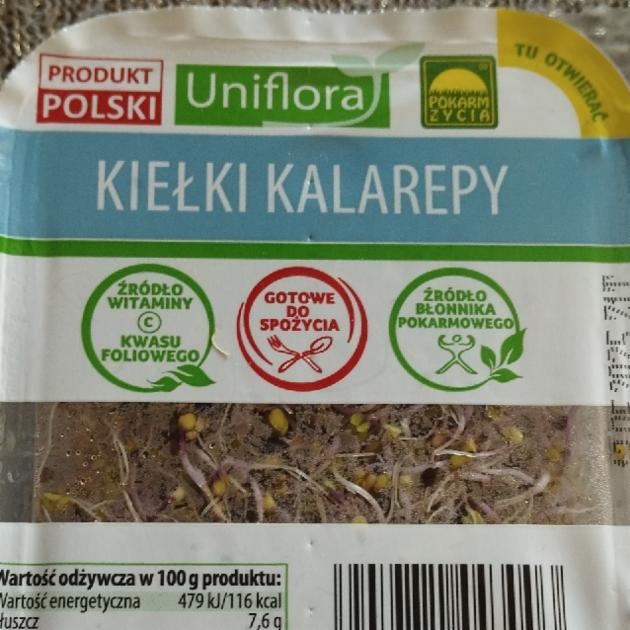 PRODUKT
POLSKI
Uniflora
POKARM
ŻYCIA
TU OTWIERAĆ
KIEŁKI KALAREPY
ŹRÓDŁO
WITAMINY
C
KWASU
FOLIOWEGO
GOTOWE
DO
SPOŻYCIA
ŹRÓDŁO
BŁONNIKA
POKARMOWEGO
Wartość odżywcza w 100 g produktu:
Wartość energetyczna 479 kJ/116 kcal
łuszcz 7,6 g